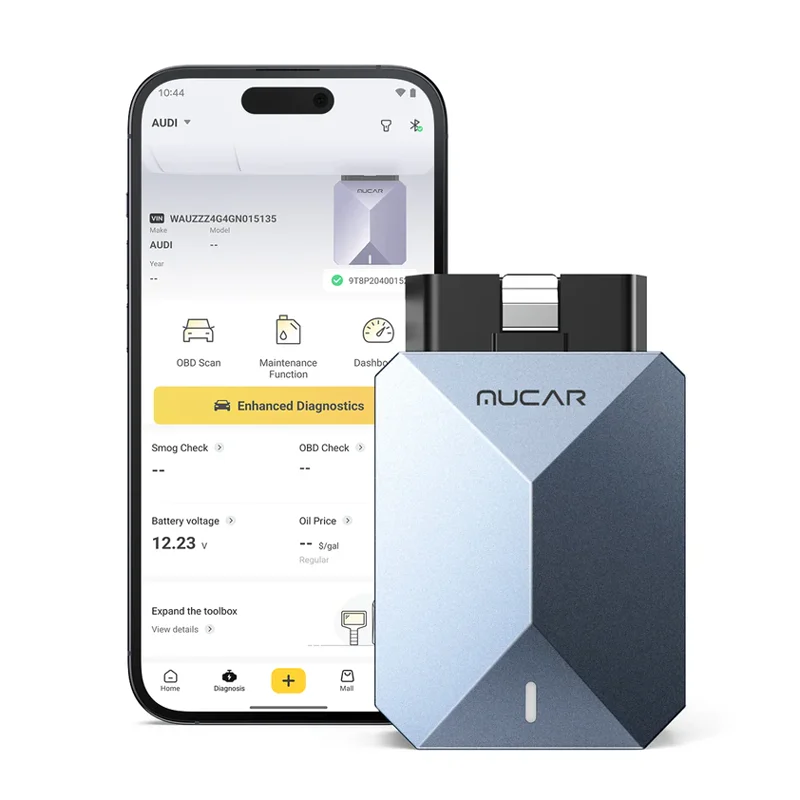 10:44
AUDI
MUCAR
VIN WAUZZZ4G4GN015135
Make Model
AUDI --
Year
--
9T8P2040015
OBD Scan
Maintenance
Function
Enhanced Diagnostics
Smog Check
OBD Check
--
--
Battery voltage
Oil Price
12.23 V
-- $/gal
Regular
Expand the toolbox
View details
Home
Diagnosis
Mall
MUCAR